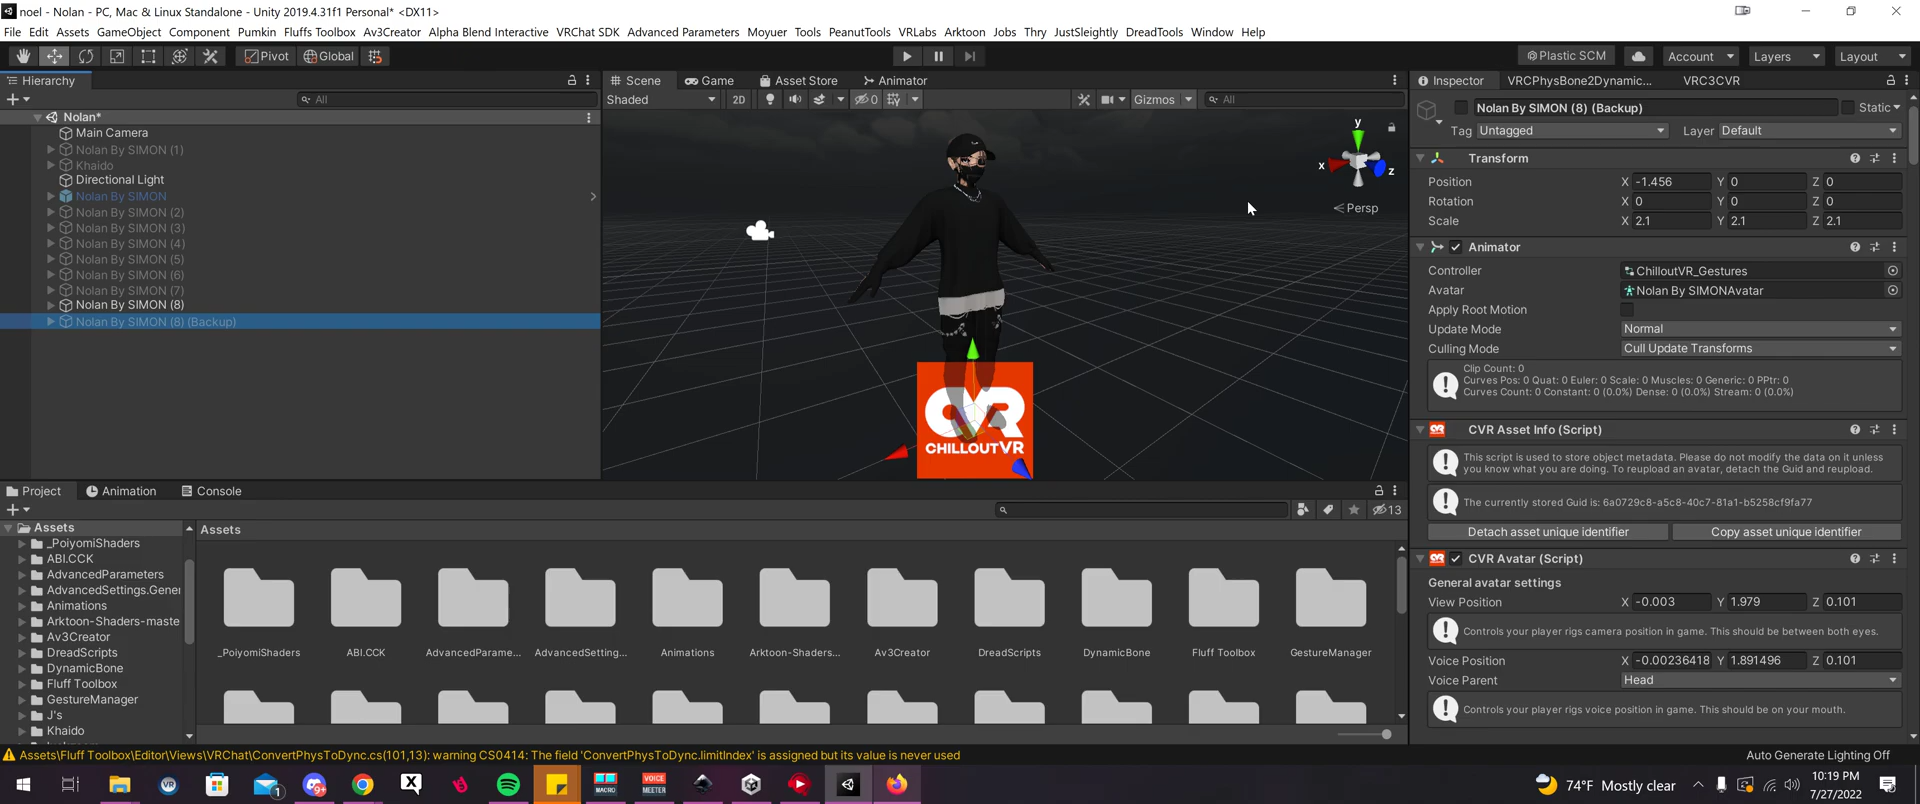 noel - Nolan - PC, Mac & Linux Standalone - Unity 2019.4.31f1 Personal* <DX11>
File Edit Assets GameObject Component Pumkin Fluffs Toolbox Av3Creator Alpha Blend Interactive VRChat SDK Advanced Parameters Moyuer Tools PeanutTools VRLabs Arktoon Jobs Thry JustSleightly DreadTools Window Help
Pivot Global Plastic SCM Account Layers Layout
Hierarchy
All
Nolan*
Main Camera
Nolan By SIMON (1)
Khaido
Directional Light
Nolan By SIMON
Nolan By SIMON (2)
Nolan By SIMON (3)
Nolan By SIMON (4)
Nolan By SIMON (5)
Nolan By SIMON (6)
Nolan By SIMON (7)
Nolan By SIMON (8)
Nolan By SIMON (8) (Backup)
Scene Game Asset Store Animator
Shaded 2D 0 Gizmos All
y
x
z
Persp
CVR
CHILLOUTVR
Inspector VRCPhysBone2Dynamic... VRC3CVR
Nolan By SIMON (8) (Backup) Static
Tag Untagged Layer Default
Transform
Position X -1.456 Y 0 Z 0
Rotation X 0 Y 0 Z 0
Scale X 2.1 Y 2.1 Z 2.1
Animator
Controller ChilloutVR_Gestures
Avatar Nolan By SIMONAvatar
Apply Root Motion
Update Mode Normal
Culling Mode Cull Update Transforms
Clip Count: 0
Curves Pos: 0 Quat: 0 Euler: 0 Scale: 0 Muscles: 0 Generic: 0 PPtr: 0
Curves Count: 0 Constant: 0 (0.0%) Dense: 0 (0.0%) Stream: 0 (0.0%)
CVR Asset Info (Script)
This script is used to store object metadata. Please do not modify the data on it unless
you know what you are doing. To reupload an avatar, detach the Guid and reupload.
The currently stored Guid is: 6a0729c8-a5c8-40c7-81a1-b5258cf9fa77
Detach asset unique identifier Copy asset unique identifier
CVR Avatar (Script)
General avatar settings
View Position X -0.003 Y 1.979 Z 0.101
Controls your player rigs camera position in game. This should be between both eyes.
Voice Position X -0.00236418 Y 1.891496 Z 0.101
Voice Parent Head
Controls your player rigs voice position in game. This should be on your mouth.
Project Animation Console
13
Assets
_PoiyomiShaders
ABI.CCK
AdvancedParameters
AdvancedSettings.Gener
Animations
Arktoon-Shaders-maste
Av3Creator
DreadScripts
DynamicBone
Fluff Toolbox
GestureManager
J's
Khaido
Assets
_PoiyomiShaders ABI.CCK AdvancedParame... AdvancedSetting... Animations Arktoon-Shaders... Av3Creator DreadScripts DynamicBone Fluff Toolbox GestureManager
Assets\Fluff Toolbox\Editor\Views\VRChat\ConvertPhysToDync.cs(101,13): warning CS0414: The field 'ConvertPhysToDync.limitIndex' is assigned but its value is never used
Auto Generate Lighting Off
VR 1 9+ X MACRO VOICE MEETER
74°F Mostly clear
10:19 PM
7/27/2022